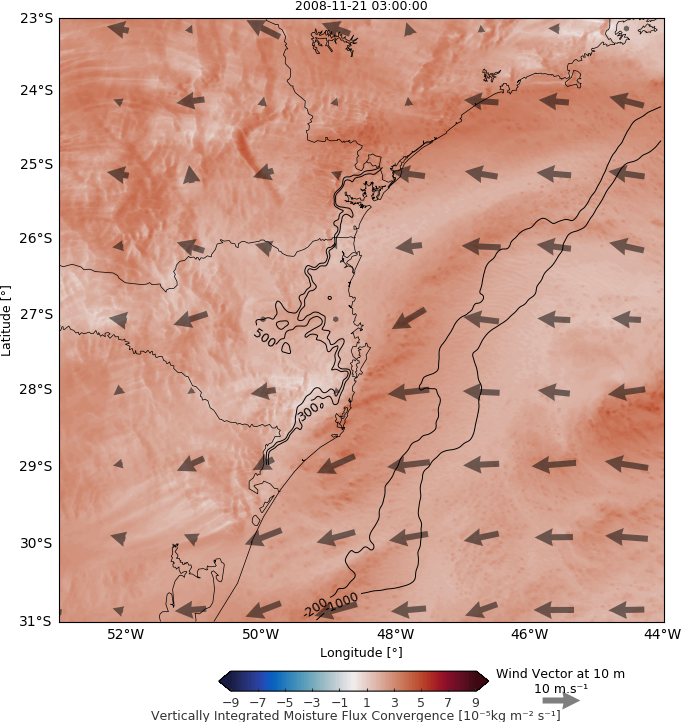 2008-11-21 03:00:00
23°S
24°S
25°S
26°S
27°S
28°S
29°S
30°S
31°S
Latitude [°]
500
300
-200
-1000
52°W 50°W 48°W 46°W 44°W
Longitude [°]
−9 −7 −5 −3 −1 1 3 5 7 9
Vertically Integrated Moisture Flux Convergence [10⁻⁵kg m⁻² s⁻¹]
Wind Vector at 10 m
10 m.s⁻¹